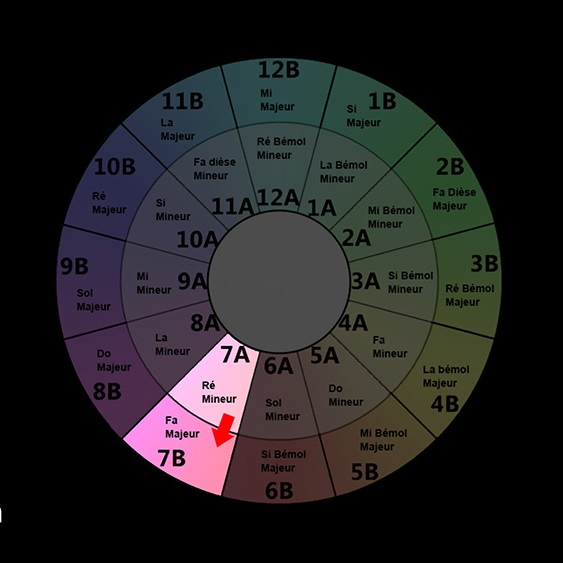 12B
Mi
Majeur
1B
Si
Majeur
2B
Fa Dièse
Majeur
3B
Ré Bémol
Majeur
La bémol
Majeur
4B
Mi Bémol
Majeur
5B
Si Bémol
Majeur
6B
Fa
Majeur
7B
Do
Majeur
8B
9B
Sol
Majeur
10B
Ré
Majeur
11B
La
Majeur
Ré Bémol
Mineur
12A
La Bémol
Mineur
1A
Mi Bémol
Mineur
2A
3A
Si Bémol
Mineur
4A
Fa
Mineur
5A
Do
Mineur
6A
Sol
Mineur
7A
Ré
Mineur
8A
La
Mineur
Mi
Mineur
9A
Si
Mineur
10A
Fa dièse
Mineur
11A